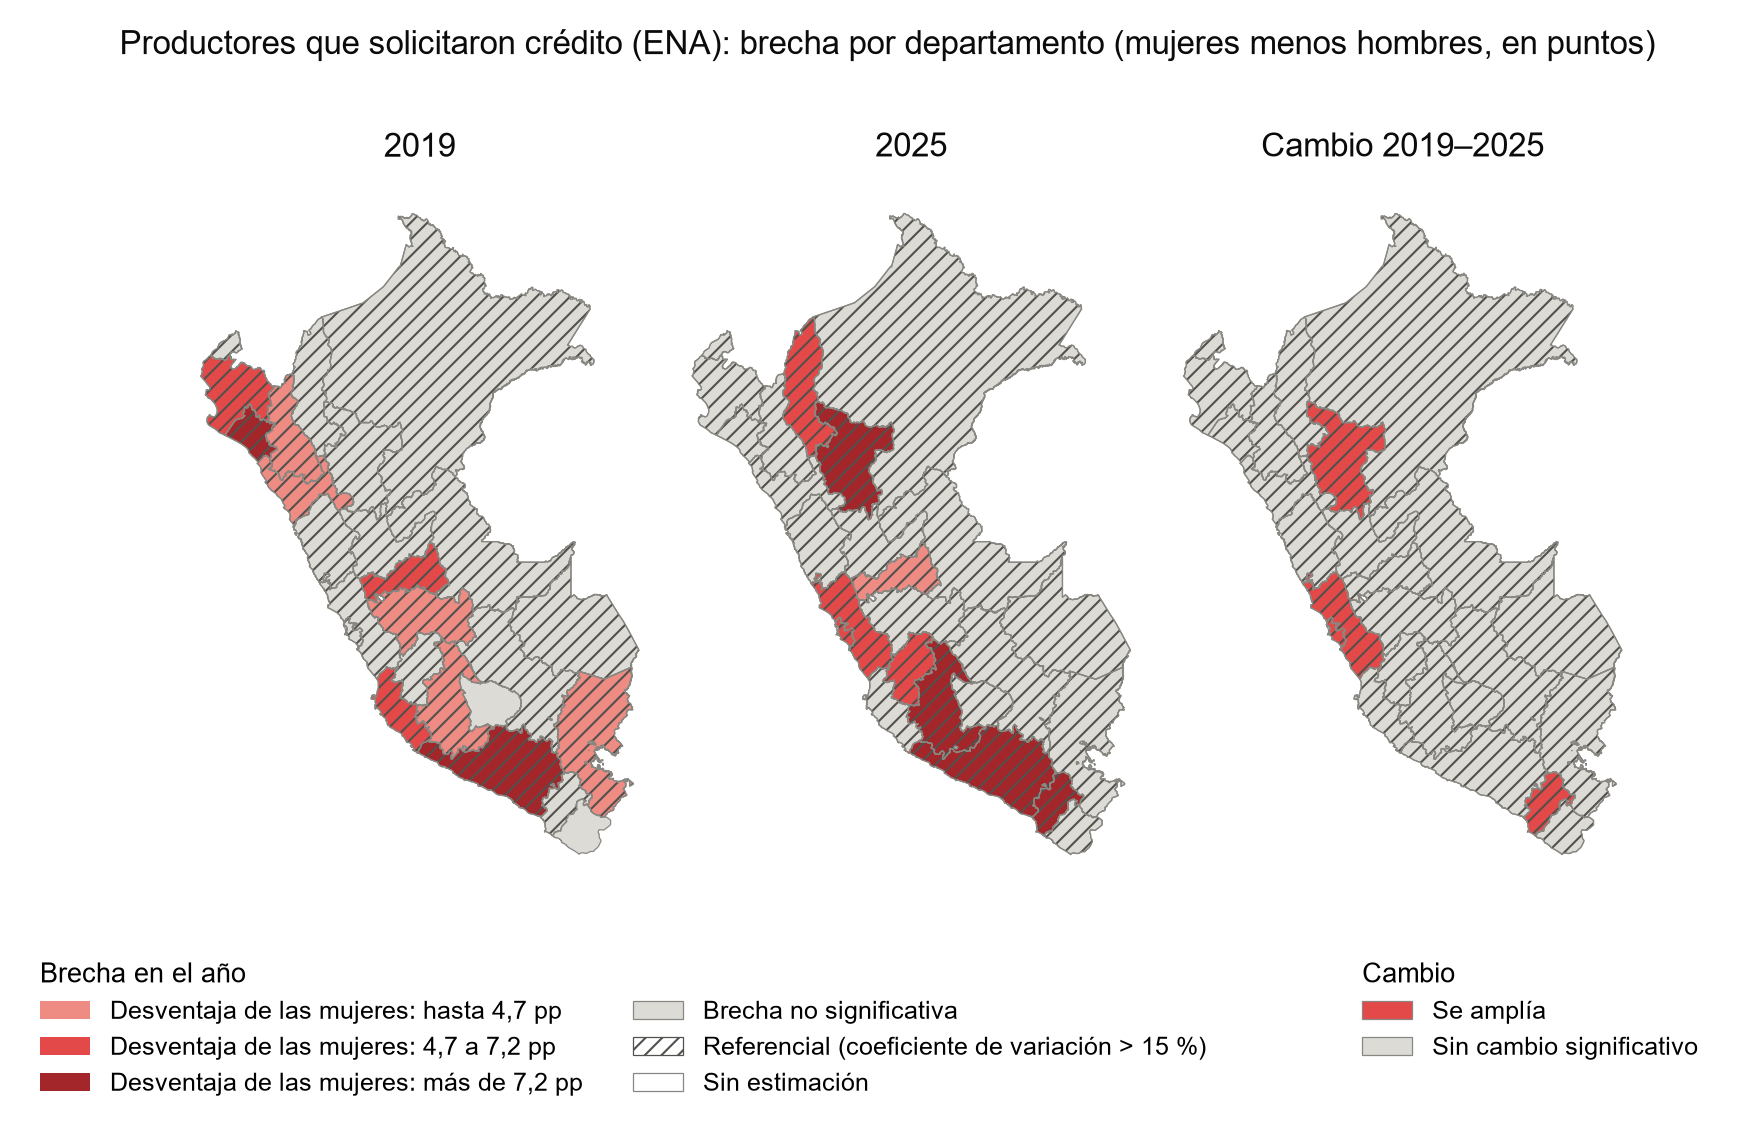 Productores que solicitaron crédito (ENA): brecha por departamento (mujeres menos hombres, en puntos)
2019
2025
Cambio 2019–2025
Brecha en el año
Desventaja de las mujeres: hasta 4,7 pp
Desventaja de las mujeres: 4,7 a 7,2 pp
Desventaja de las mujeres: más de 7,2 pp
Brecha no significativa
Referencial (coeficiente de variación > 15 %)
Sin estimación
Cambio
Se amplía
Sin cambio significativo